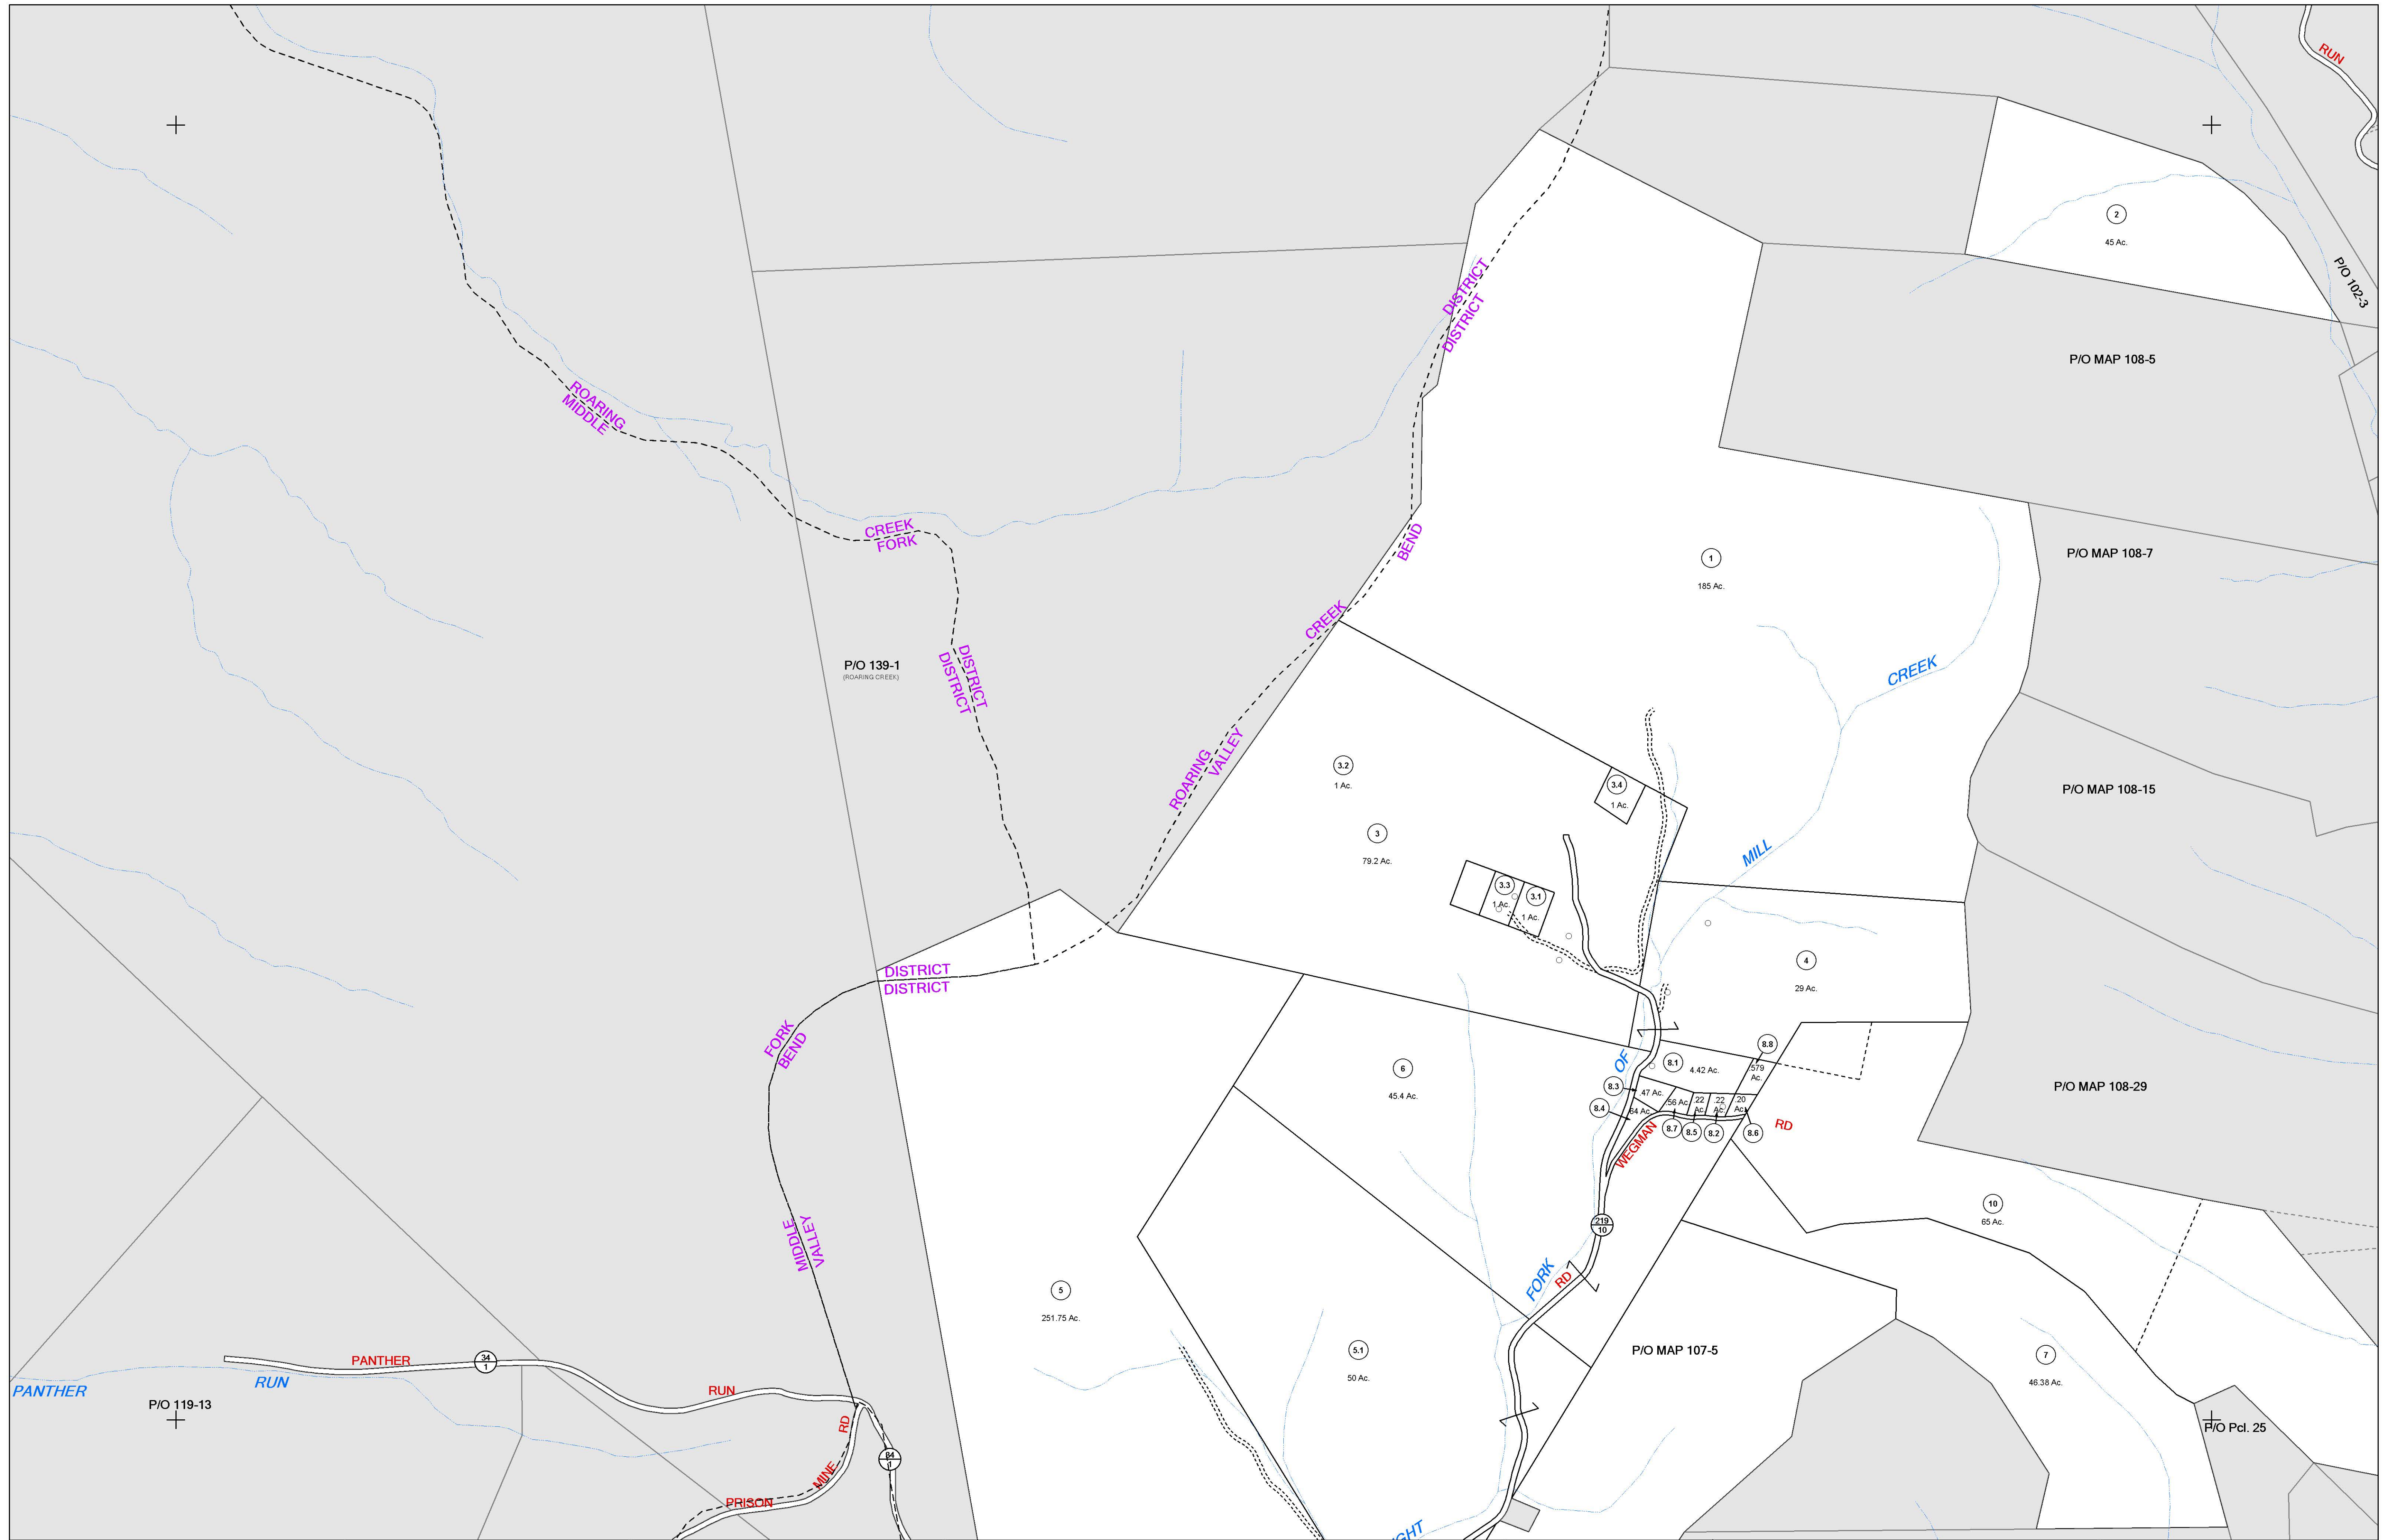 RUN
2
45 Ac.
P/O 102-3
DISTRICT
DISTRICT
P/O MAP 108-5
ROARING
MIDDLE
CREEK
FORK
BEND
P/O MAP 108-7
1
185 Ac.
CREEK
P/O 139-1
(ROARING CREEK)
DISTRICT
DISTRICT
CREEK
ROARING
VALLEY
3.2
1 Ac.
3.4
1 Ac.
P/O MAP 108-15
3
79.2 Ac.
MILL
3.3
1 Ac.
3.1
1 Ac.
4
29 Ac.
DISTRICT
DISTRICT
FORK
BEND
OF
8.8
.579
Ac.
8.1
4.42 Ac.
6
45.4 Ac.
8.3
.47 Ac.
8.4
.64 Ac.
.56 Ac.
.22
Ac.
.22
Ac.
.20
Ac.
8.7
8.5
8.2
8.6
P/O MAP 108-29
WEGMAN
RD
10
65 Ac.
MIDDLE
VALLEY
219
10
FORK
RD
5
251.75 Ac.
5.1
50 Ac.
P/O MAP 107-5
7
46.38 Ac.
PANTHER
34
1
PANTHER
RUN
RUN
P/O 119-13
RD
P/O Pcl. 25
34
1
MINE
PRISON
GHT